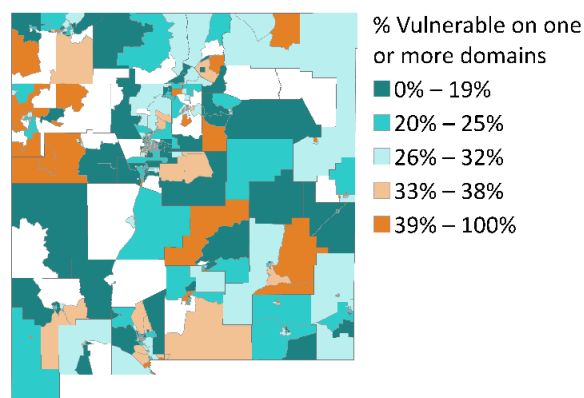 % Vulnerable on one
or more domains
0% – 19%
20% – 25%
26% – 32%
33% – 38%
39% – 100%